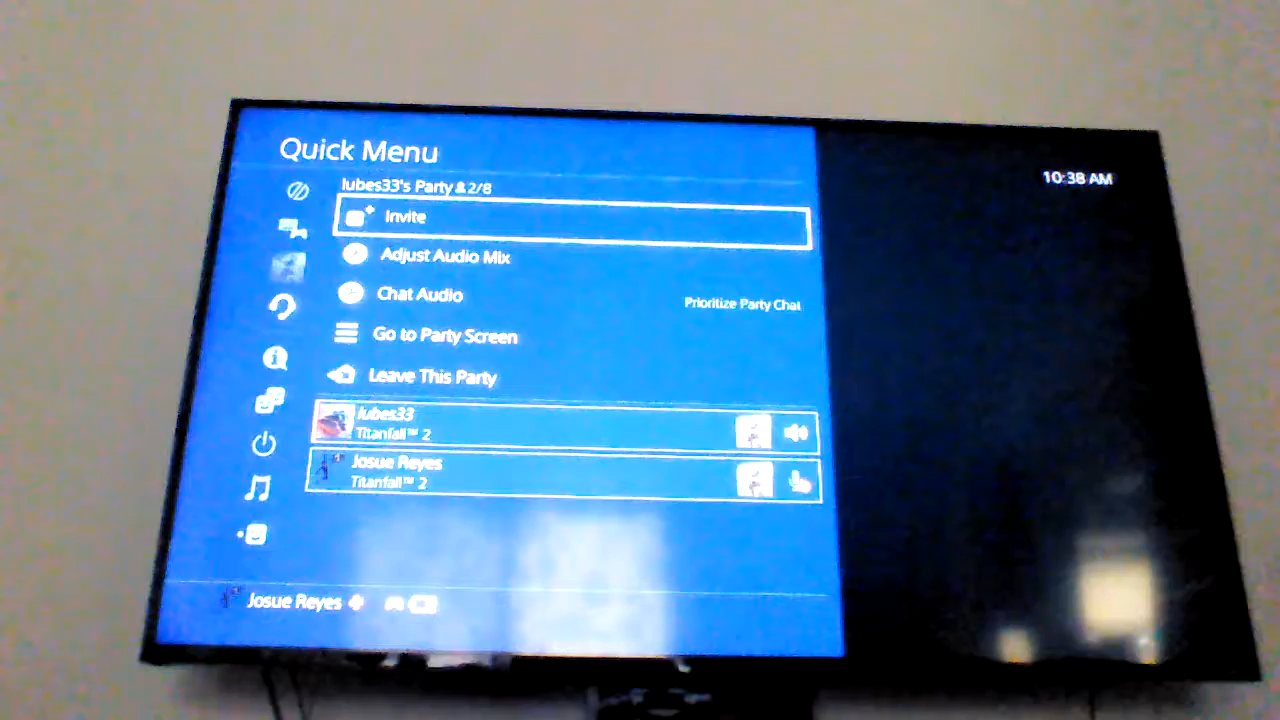 Quick Menu
10:38 AM
lubes33's Party 2/8
Invite
Adjust Audio Mix
Chat Audio
Prioritize Party Chat
Go to Party Screen
Leave This Party
lubes33
Titanfall™ 2
Josue Reyes
Titanfall™ 2
Josue Reyes